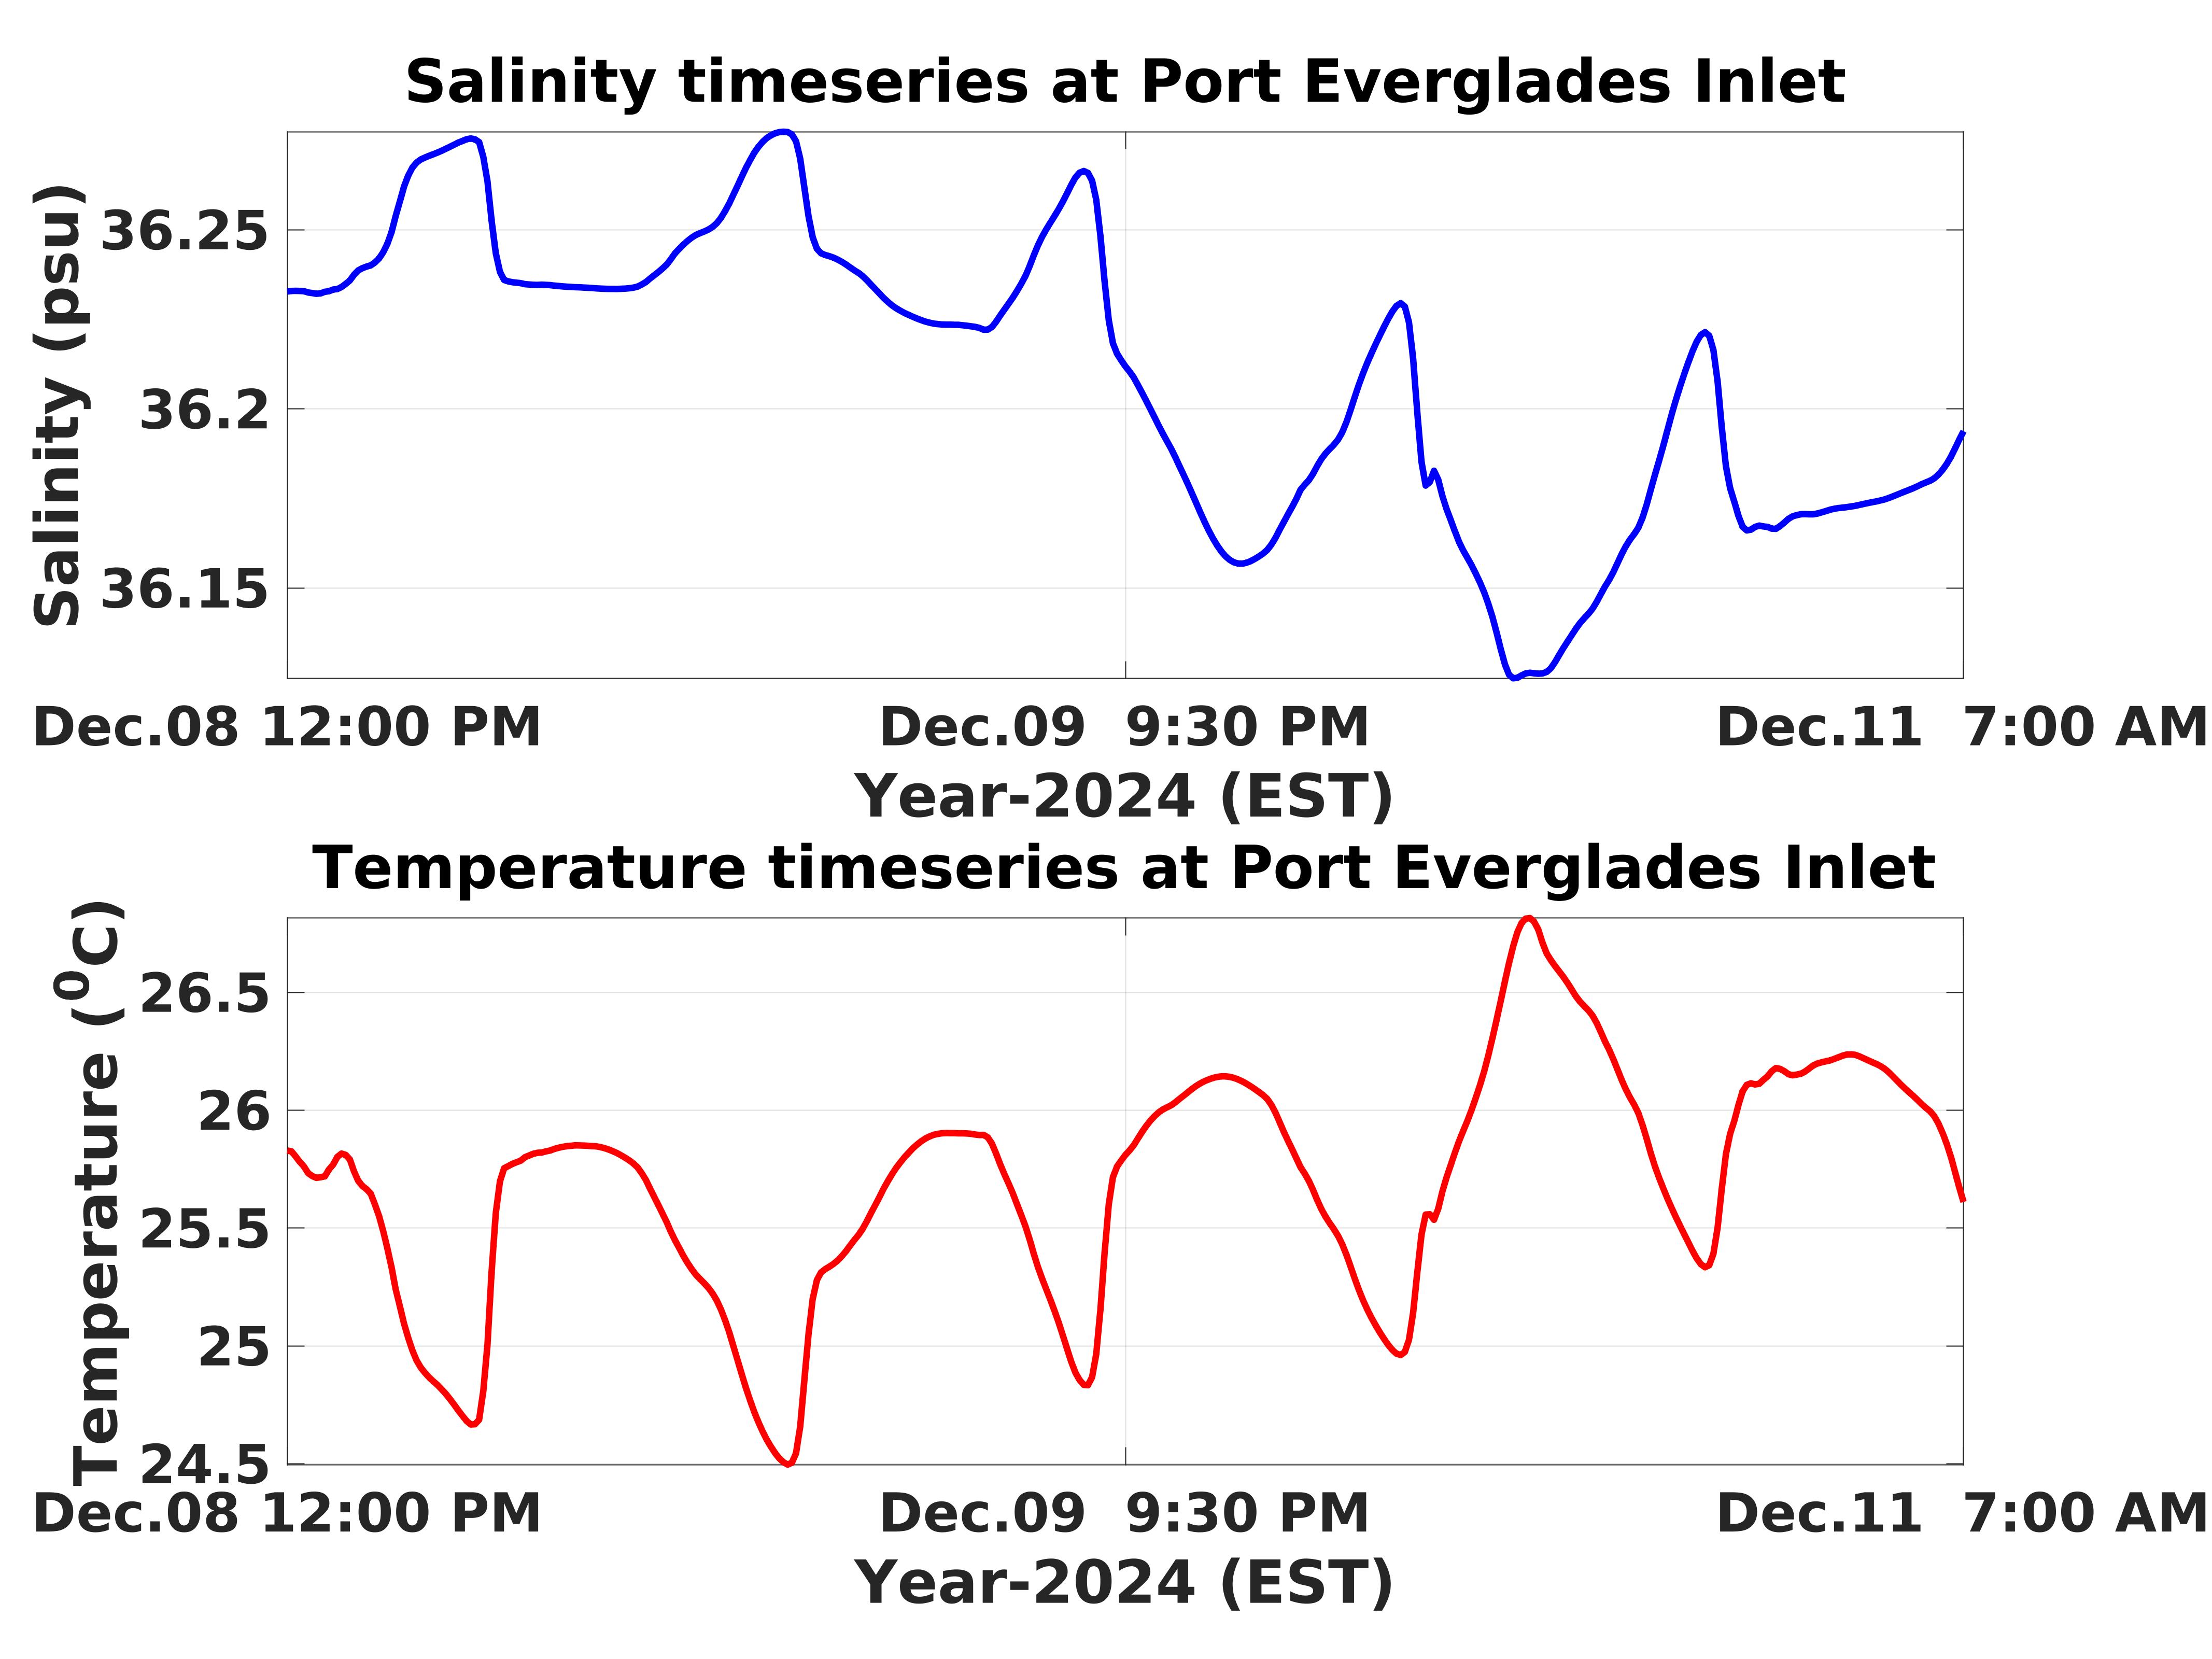 Salinity timeseries at Port Everglades Inlet
Salinity (psu)
36.25
36.2
36.15
Dec.08 12:00 PM Dec.09 9:30 PM Dec.11 7:00 AM
Year-2024 (EST)
Temperature timeseries at Port Everglades Inlet
Temperature (⁰C)
26.5
26
25.5
25
24.5
Dec.08 12:00 PM Dec.09 9:30 PM Dec.11 7:00 AM
Year-2024 (EST)